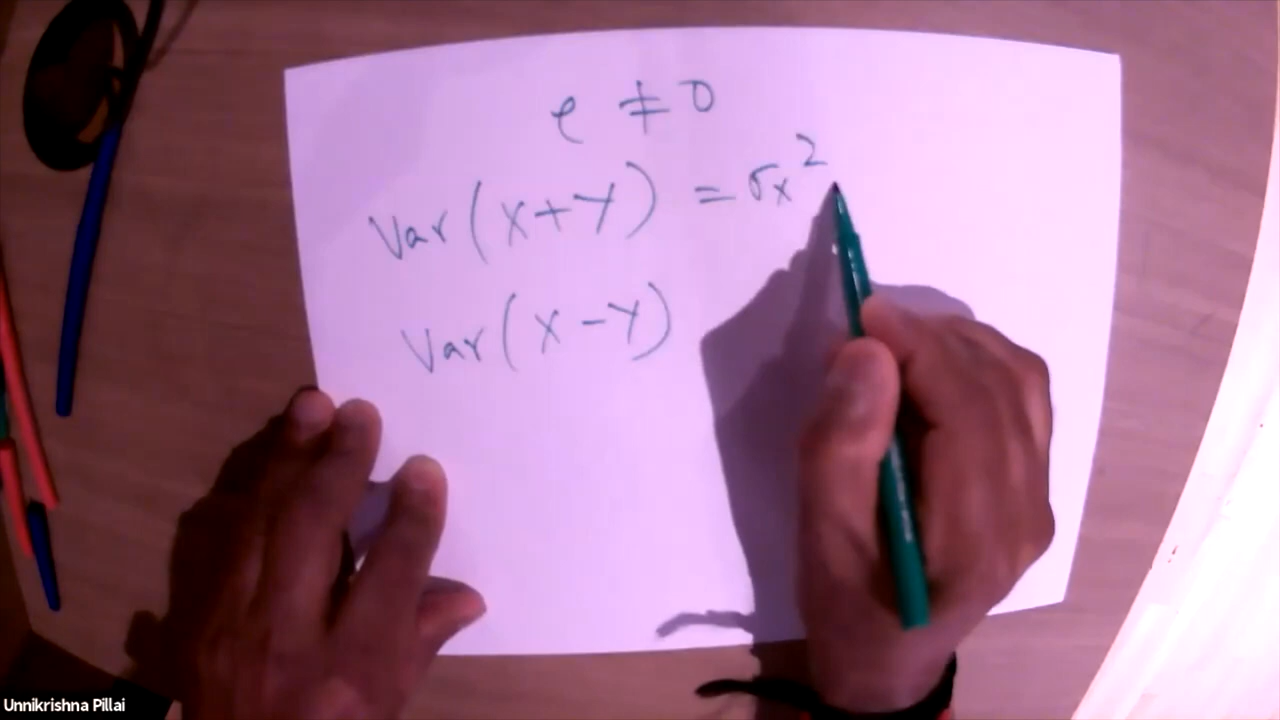 ρ ≠ 0
Var(X+Y) = σx²
Var(X-Y)
Unnikrishna Pillai